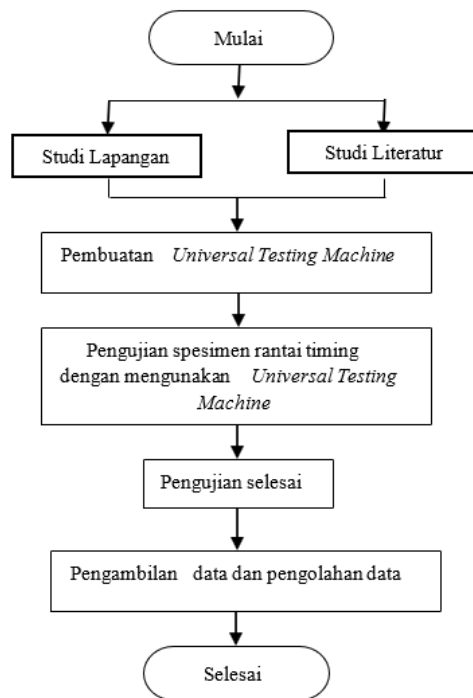 Mulai
Studi Lapangan
Studi Literatur
Pembuatan Universal Testing Machine
Pengujian spesimen rantai timing
dengan mengunakan Universal Testing
Machine
Pengujian selesai
Pengambilan data dan pengolahan data
Selesai